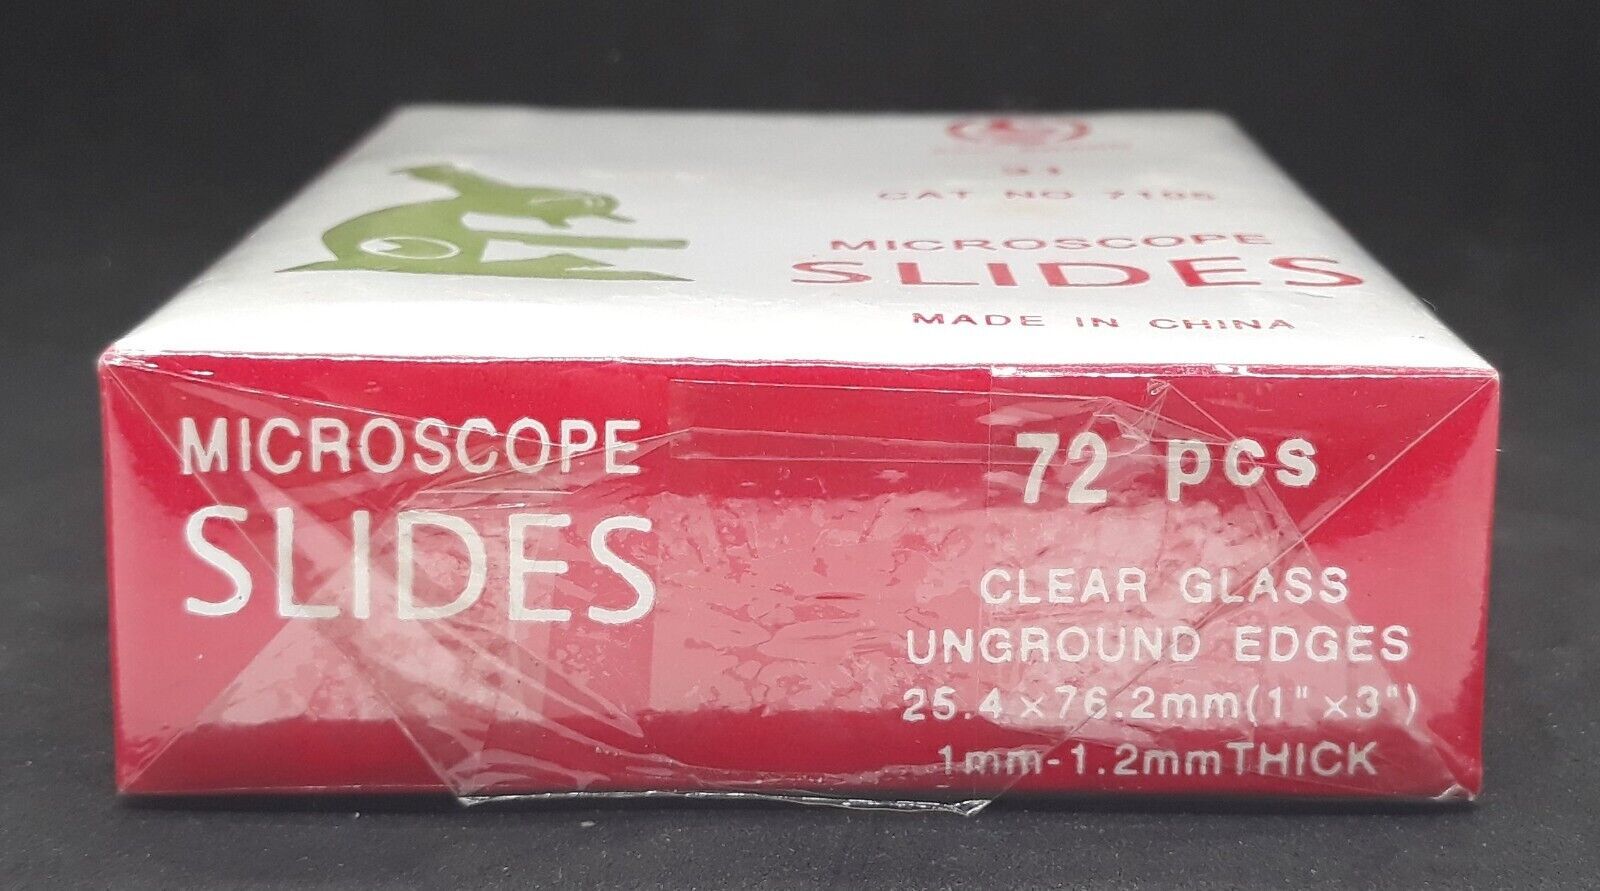 91
CAT NO 7105
MICROSCOPE
SLIDES
MADE IN CHINA
MICROSCOPE
SLIDES
72 pcs
CLEAR GLASS
UNGROUND EDGES
25.4×76.2mm(1"×3")
1mm-1.2mmTHICK